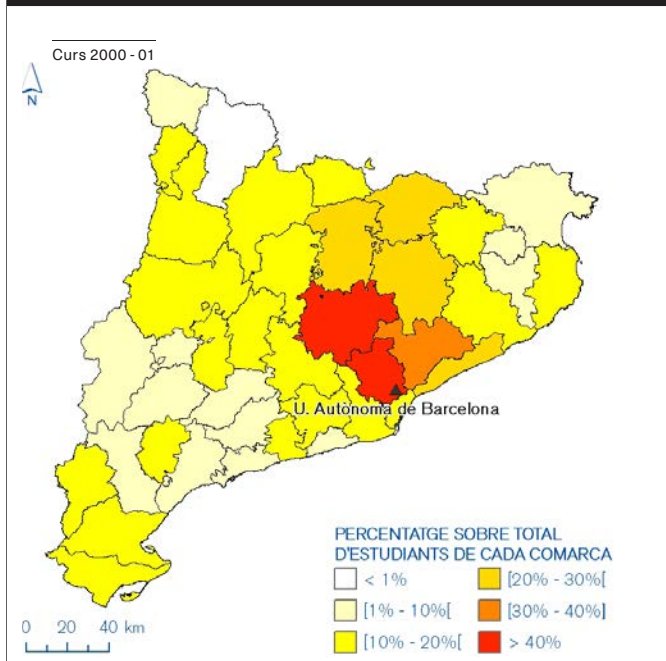 Curs 2000 - 01
N
U. Autònoma de Barcelona
PERCENTATGE SOBRE TOTAL
D'ESTUDIANTS DE CADA COMARCA
< 1%
[20% - 30%[
[1% - 10%[
[30% - 40%]
[10% - 20%[
> 40%
0 20 40 km